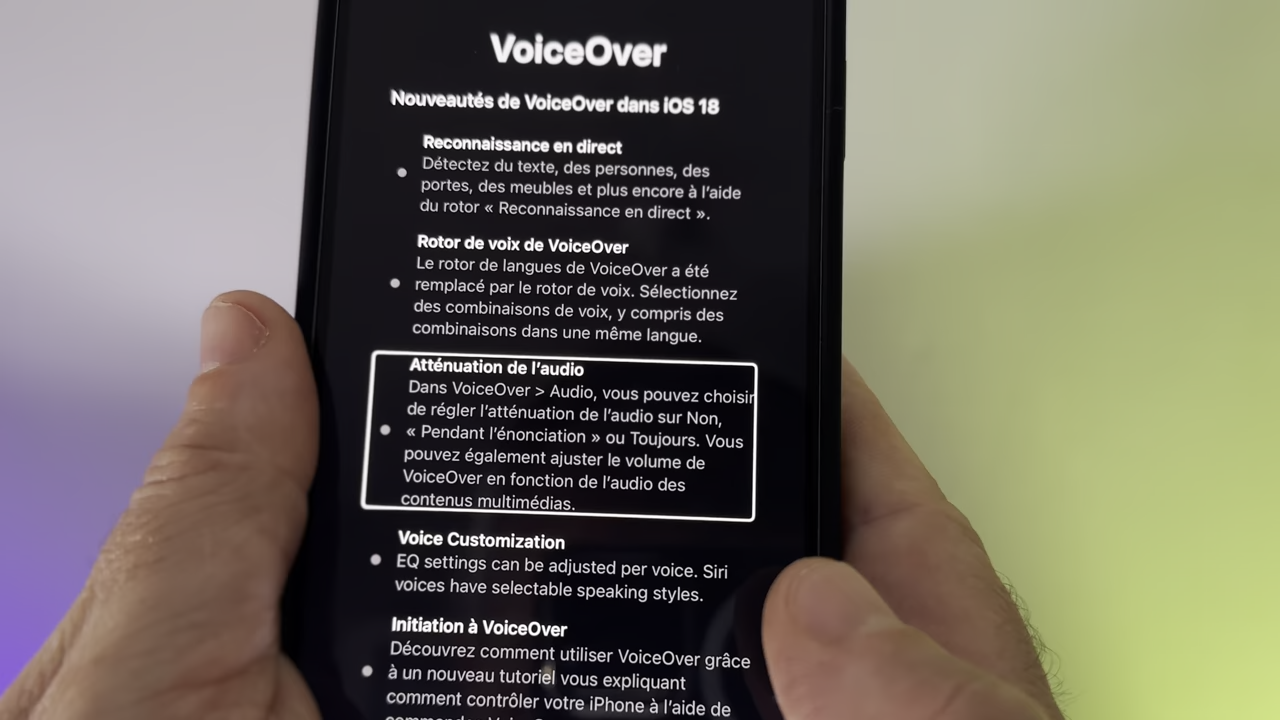 VoiceOver
Nouveautés de VoiceOver dans iOS 18
Reconnaissance en direct
Détectez du texte, des personnes, des
portes, des meubles et plus encore à l'aide
du rotor « Reconnaissance en direct ».
Rotor de voix de VoiceOver
Le rotor de langues de VoiceOver a été
remplacé par le rotor de voix. Sélectionnez
des combinaisons de voix, y compris des
combinaisons dans une même langue.
Atténuation de l'audio
Dans VoiceOver > Audio, vous pouvez choisir
de régler l'atténuation de l'audio sur Non,
« Pendant l'énonciation » ou Toujours. Vous
pouvez également ajuster le volume de
VoiceOver en fonction de l'audio des
contenus multimédias.
Voice Customization
EQ settings can be adjusted per voice. Siri
voices have selectable speaking styles.
Initiation à VoiceOver
Découvrez comment utiliser VoiceOver grâce
à un nouveau tutoriel vous expliquant
comment contrôler votre iPhone à l'aide de